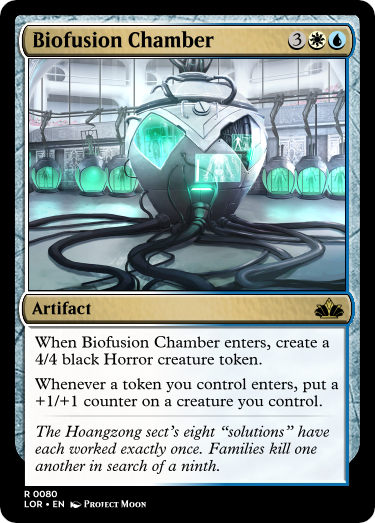 Biofusion Chamber 3
Artifact
When Biofusion Chamber enters, create a
4/4 black Horror creature token.
Whenever a token you control enters, put a
+1/+1 counter on a creature you control.
The Hoangzong sect's eight “solutions” have
each worked exactly once. Families kill one
another in search of a ninth.
R 0080
LOR • EN Project Moon